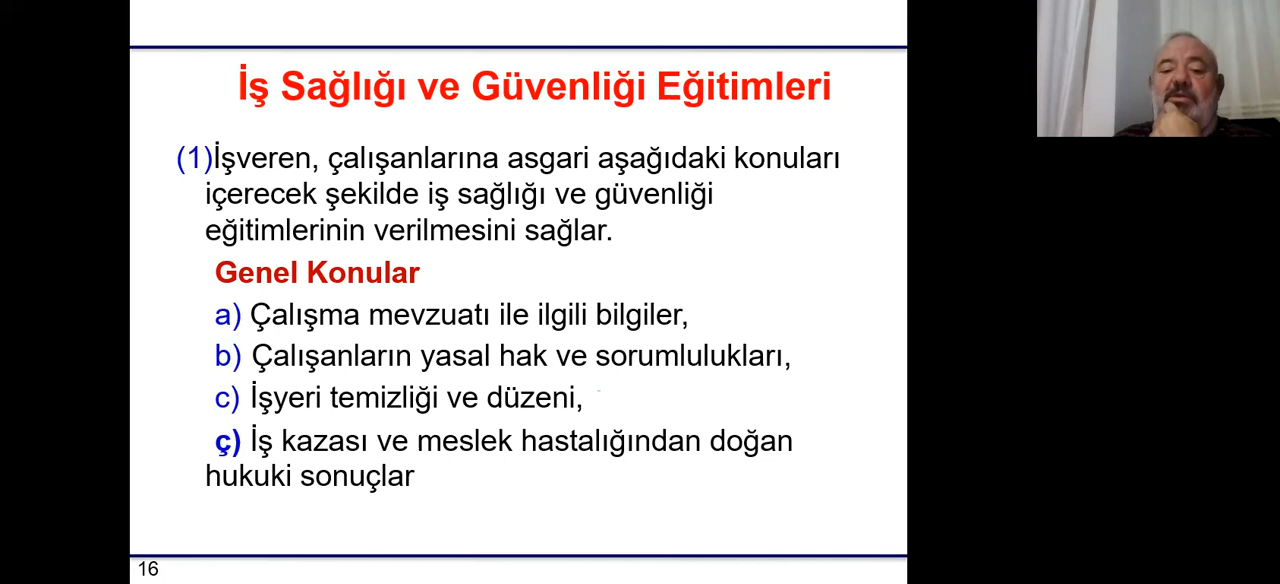 İş Sağlığı ve Güvenliği Eğitimleri
(1)İşveren, çalışanlarına asgari aşağıdaki konuları
içerecek şekilde iş sağlığı ve güvenliği
eğitimlerinin verilmesini sağlar.
Genel Konular
a) Çalışma mevzuatı ile ilgili bilgiler,
b) Çalışanların yasal hak ve sorumlulukları,
c) İşyeri temizliği ve düzeni,
ç) İş kazası ve meslek hastalığından doğan
hukuki sonuçlar
16